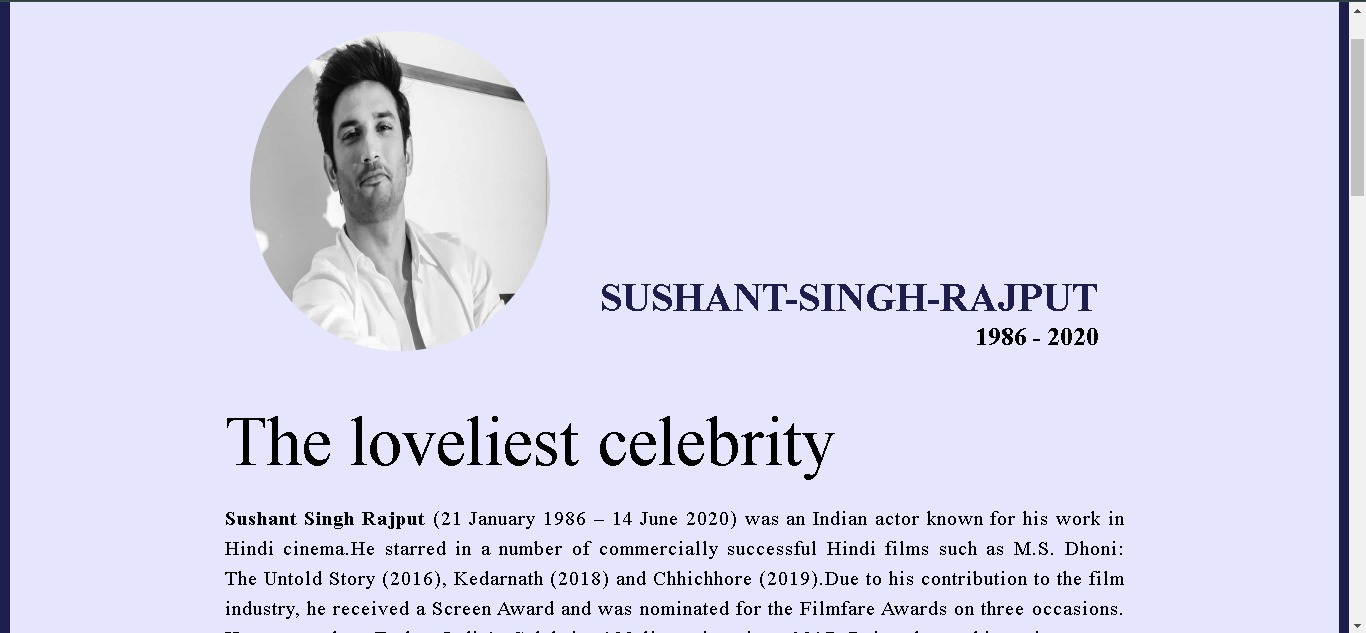 SUSHANT-SINGH-RAJPUT
1986 - 2020
The loveliest celebrity
Sushant Singh Rajput (21 January 1986 – 14 June 2020) was an Indian actor known for his work in
Hindi cinema.He starred in a number of commercially successful Hindi films such as M.S. Dhoni:
The Untold Story (2016), Kedarnath (2018) and Chhichhore (2019).Due to his contribution to the film
industry, he received a Screen Award and was nominated for the Filmfare Awards on three occasions.